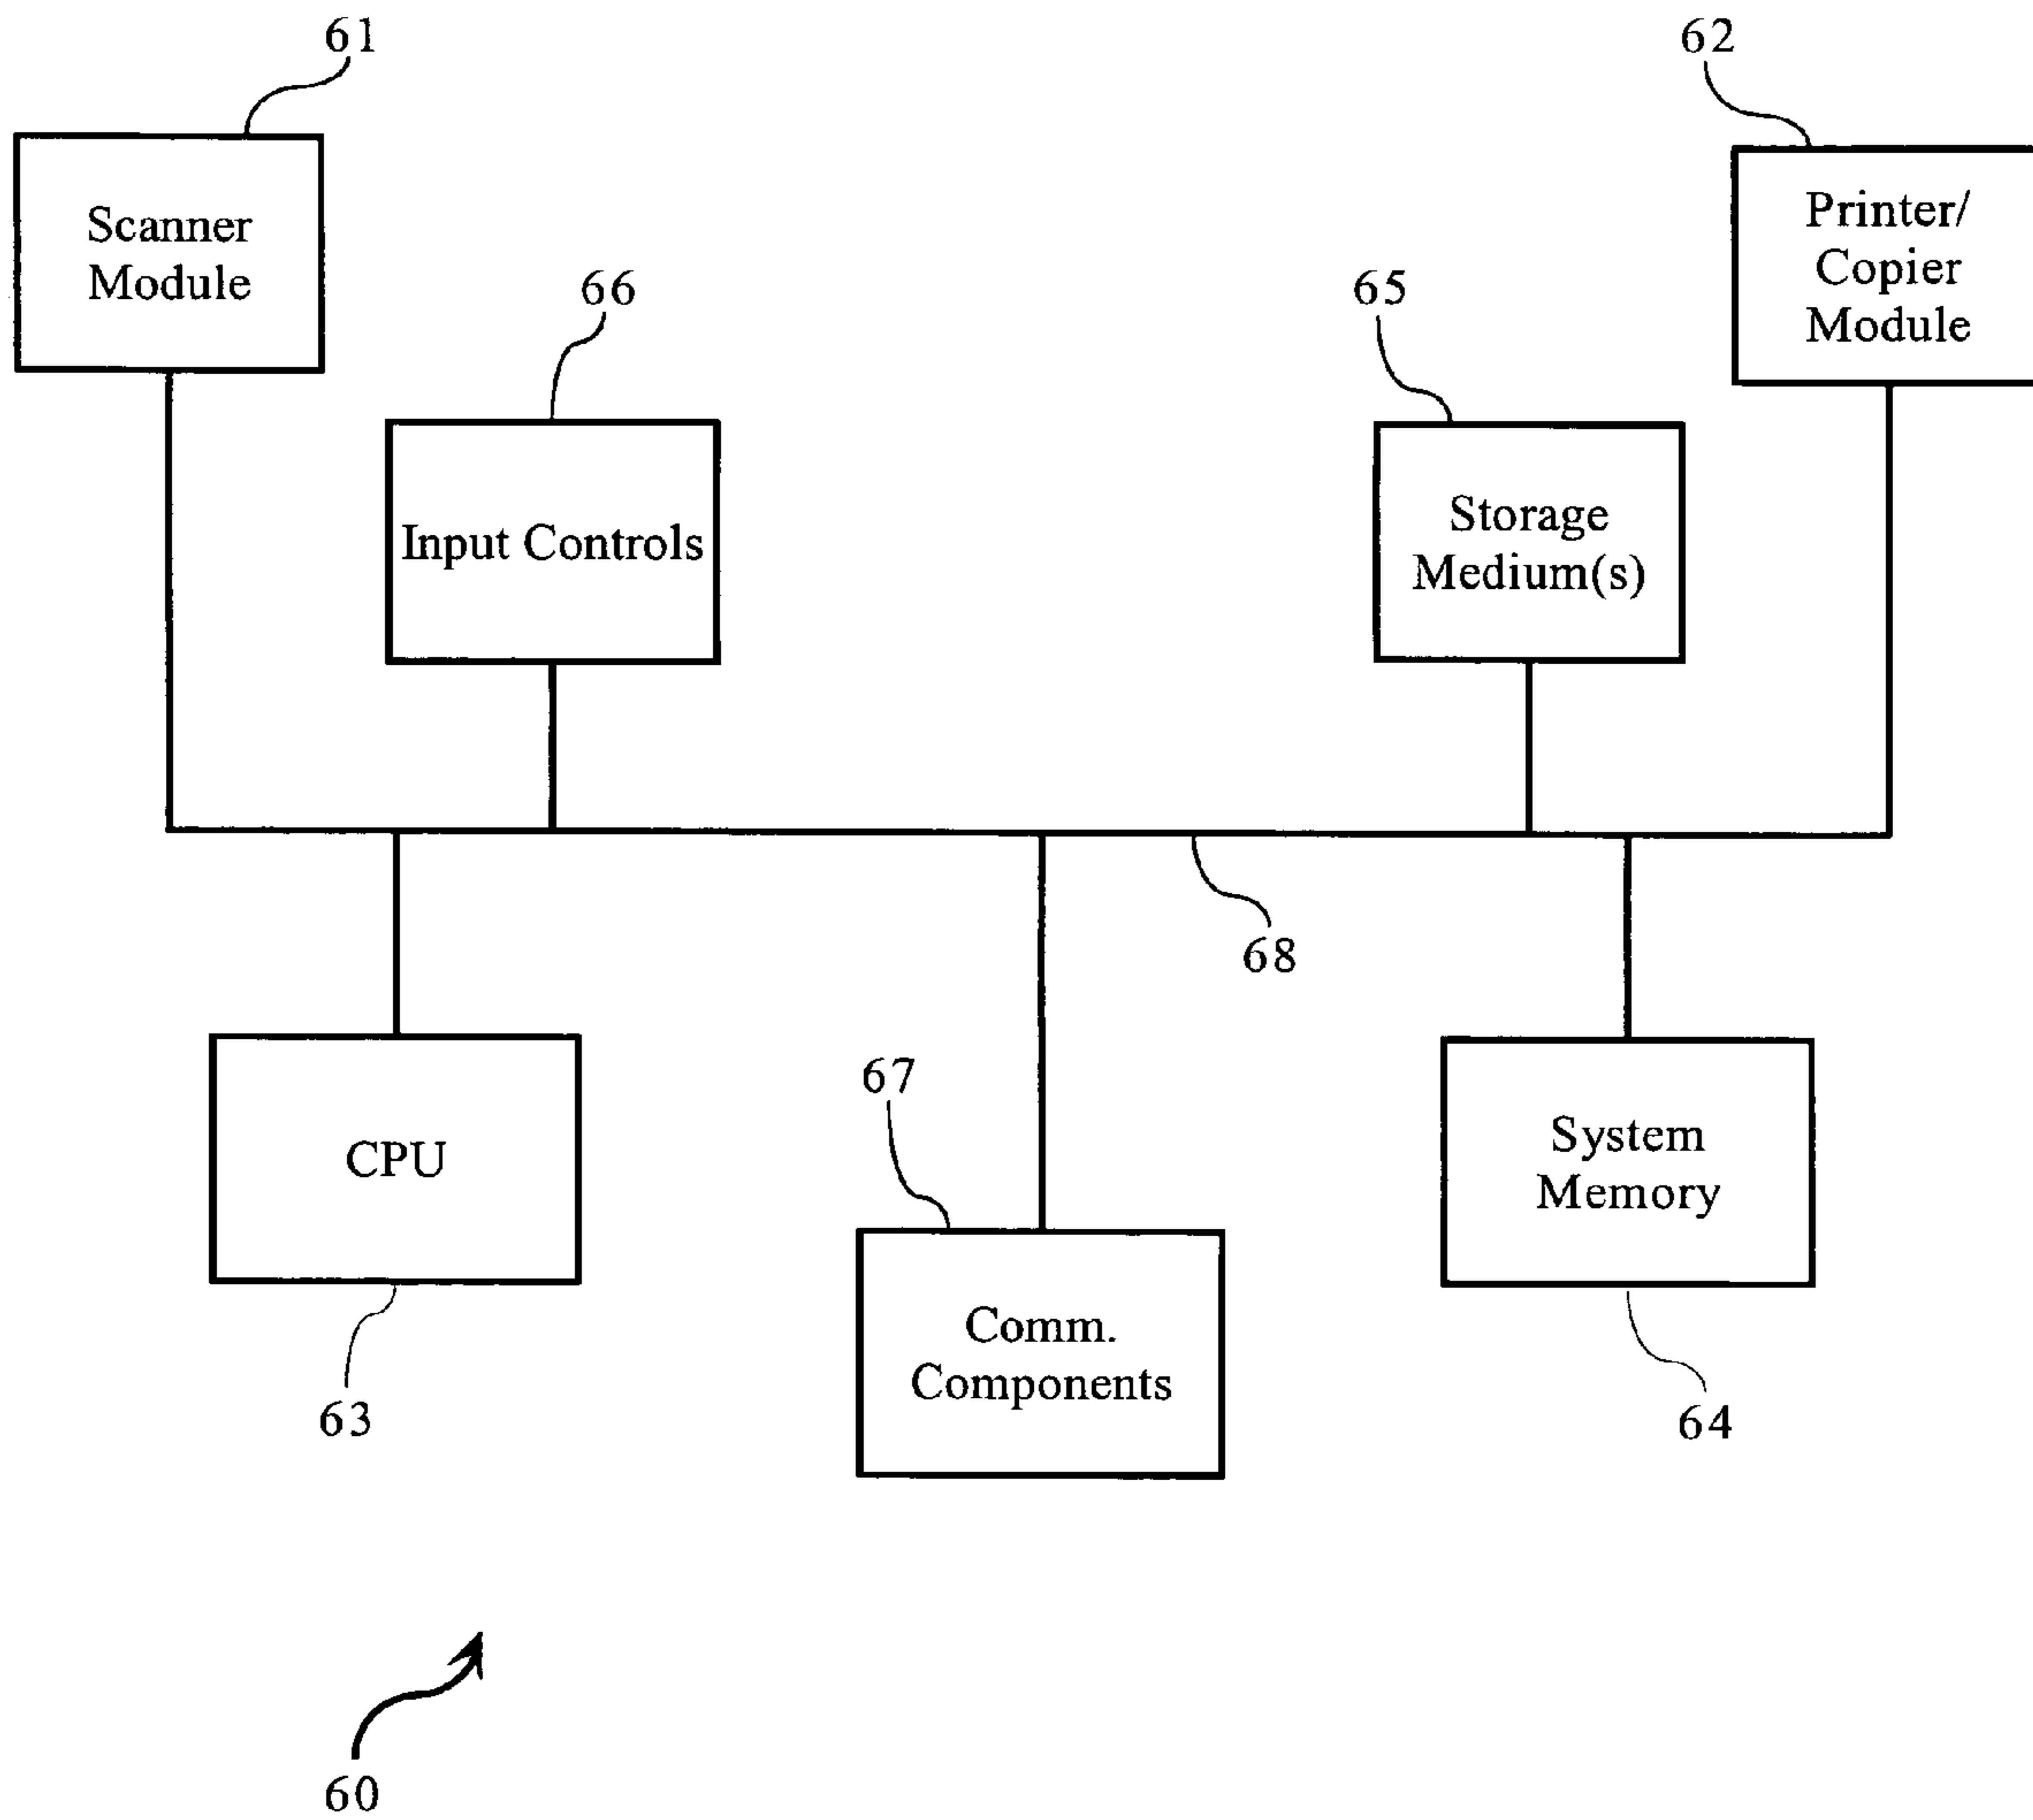 61
62
Scanner
Module
Printer/
Copier
Module
66
65
Input Controls
Storage
Medium(s)
68
67
CPU
System
Memory
Comm.
Components
63
64
60